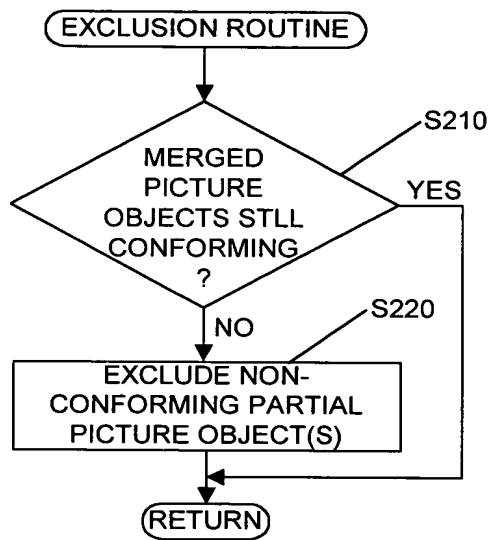 EXCLUSION ROUTINE
S210
MERGED
PICTURE
OBJECTS STLL
CONFORMING
?
YES
NO
S220
EXCLUDE NON-
CONFORMING PARTIAL
PICTURE OBJECT(S)
RETURN